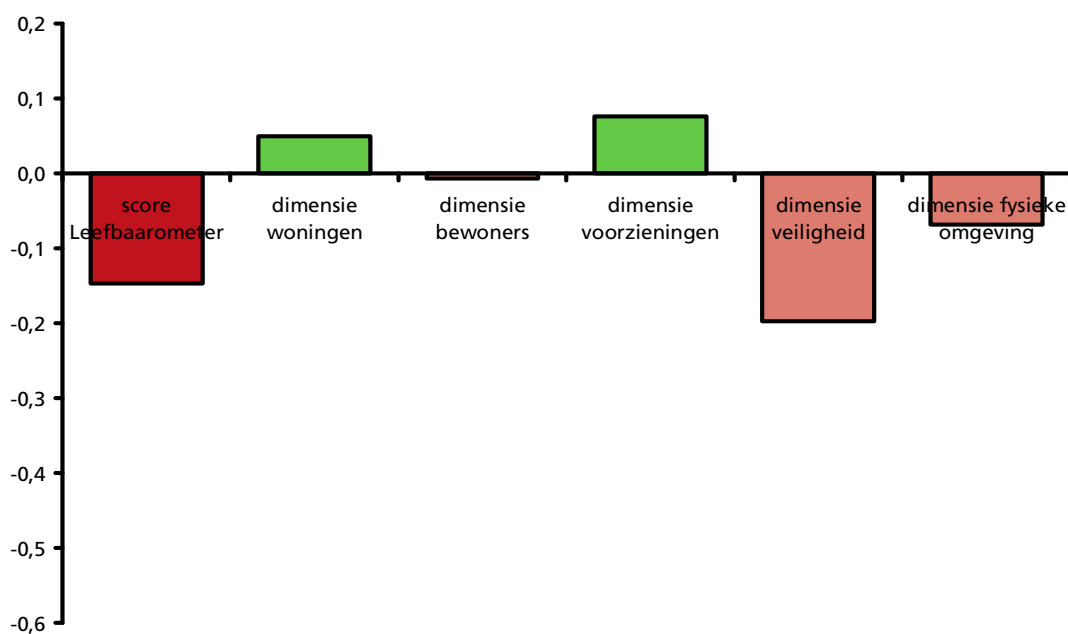 0,2
0,1
0,0
score
Leefbaarometer
dimensie
woningen
dimensie
bewoners
dimensie
voorzieningen
dimensie
veiligheid
dimensie fysieke
omgeving
-0,1
-0,2
-0,3
-0,4
-0,5
-0,6